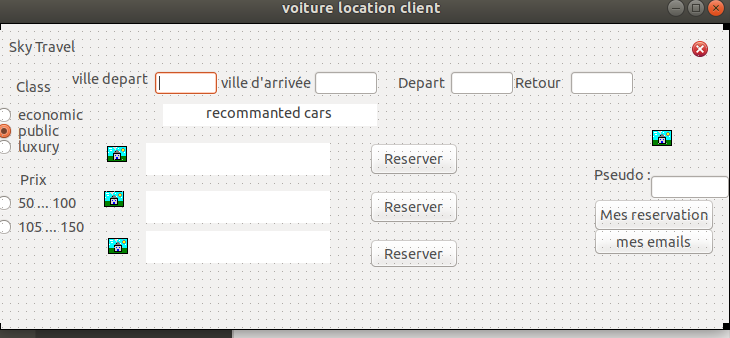 voiture location client
Sky Travel
Class
ville depart
ville d'arrivée
Depart
Retour
economic
public
luxury
recommanted cars
Reserver
Prix
50 ... 100
105 ... 150
Reserver
Reserver
Pseudo :
Mes reservation
mes emails